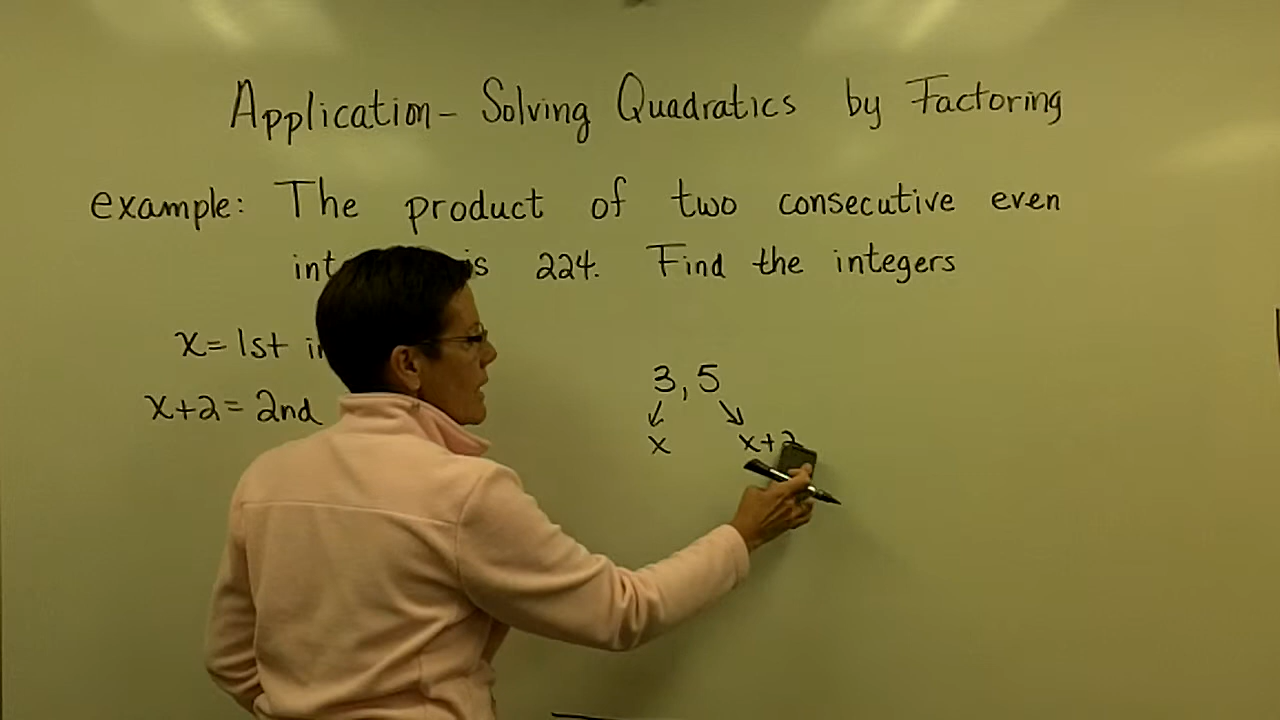 Application - Solving Quadratics by Factoring
example: The product of two consecutive even
is 224. Find the integers
x = 1st
x+2 = 2nd
3, 5
x x+2